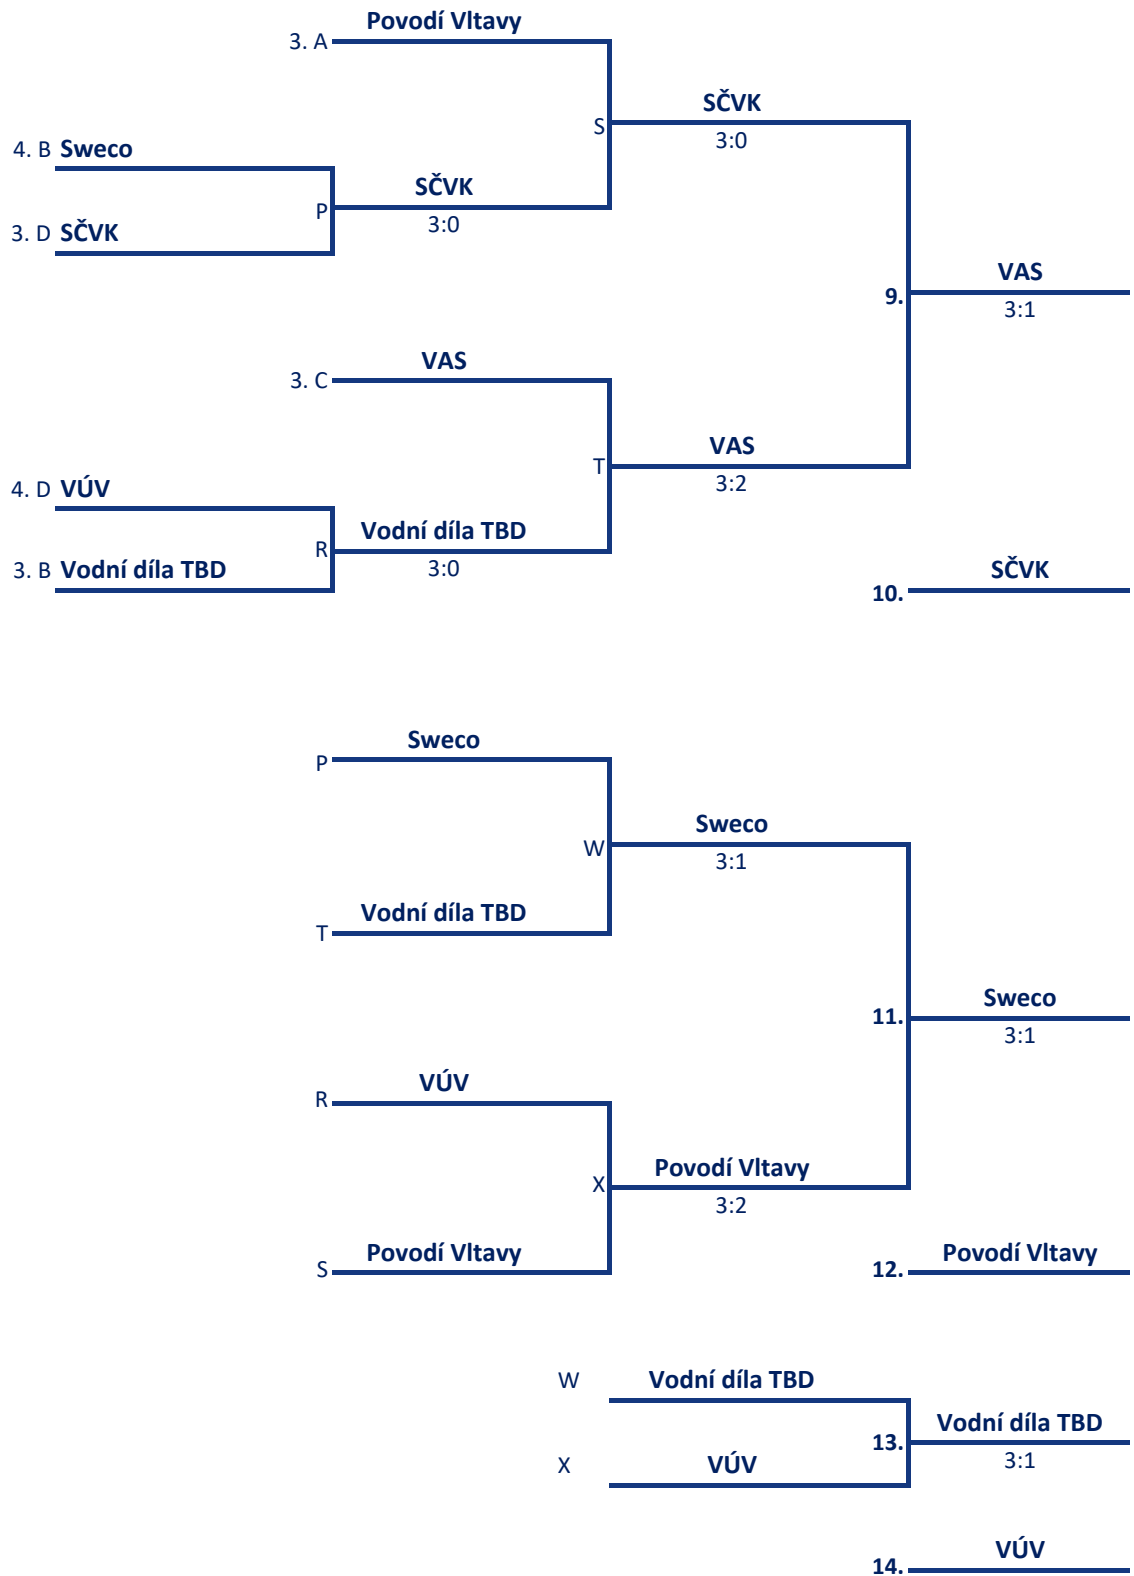 Povodí Vltavy
3. A
SČVK
S
3:0
4. B Sweco
SČVK
P
3:0
3. D SČVK
VAS
9.
3:1
VAS
3. C
VAS
T
3:2
4. D VÚV
Vodní díla TBD
R
3:0
3. B Vodní díla TBD
SČVK
10.
Sweco
P
Sweco
W
3:1
Vodní díla TBD
T
Sweco
11.
3:1
VÚV
R
Povodí Vltavy
X
3:2
Povodí Vltavy
S
Povodí Vltavy
12.
W Vodní díla TBD
Vodní díla TBD
13.
3:1
X VÚV
VÚV
14.